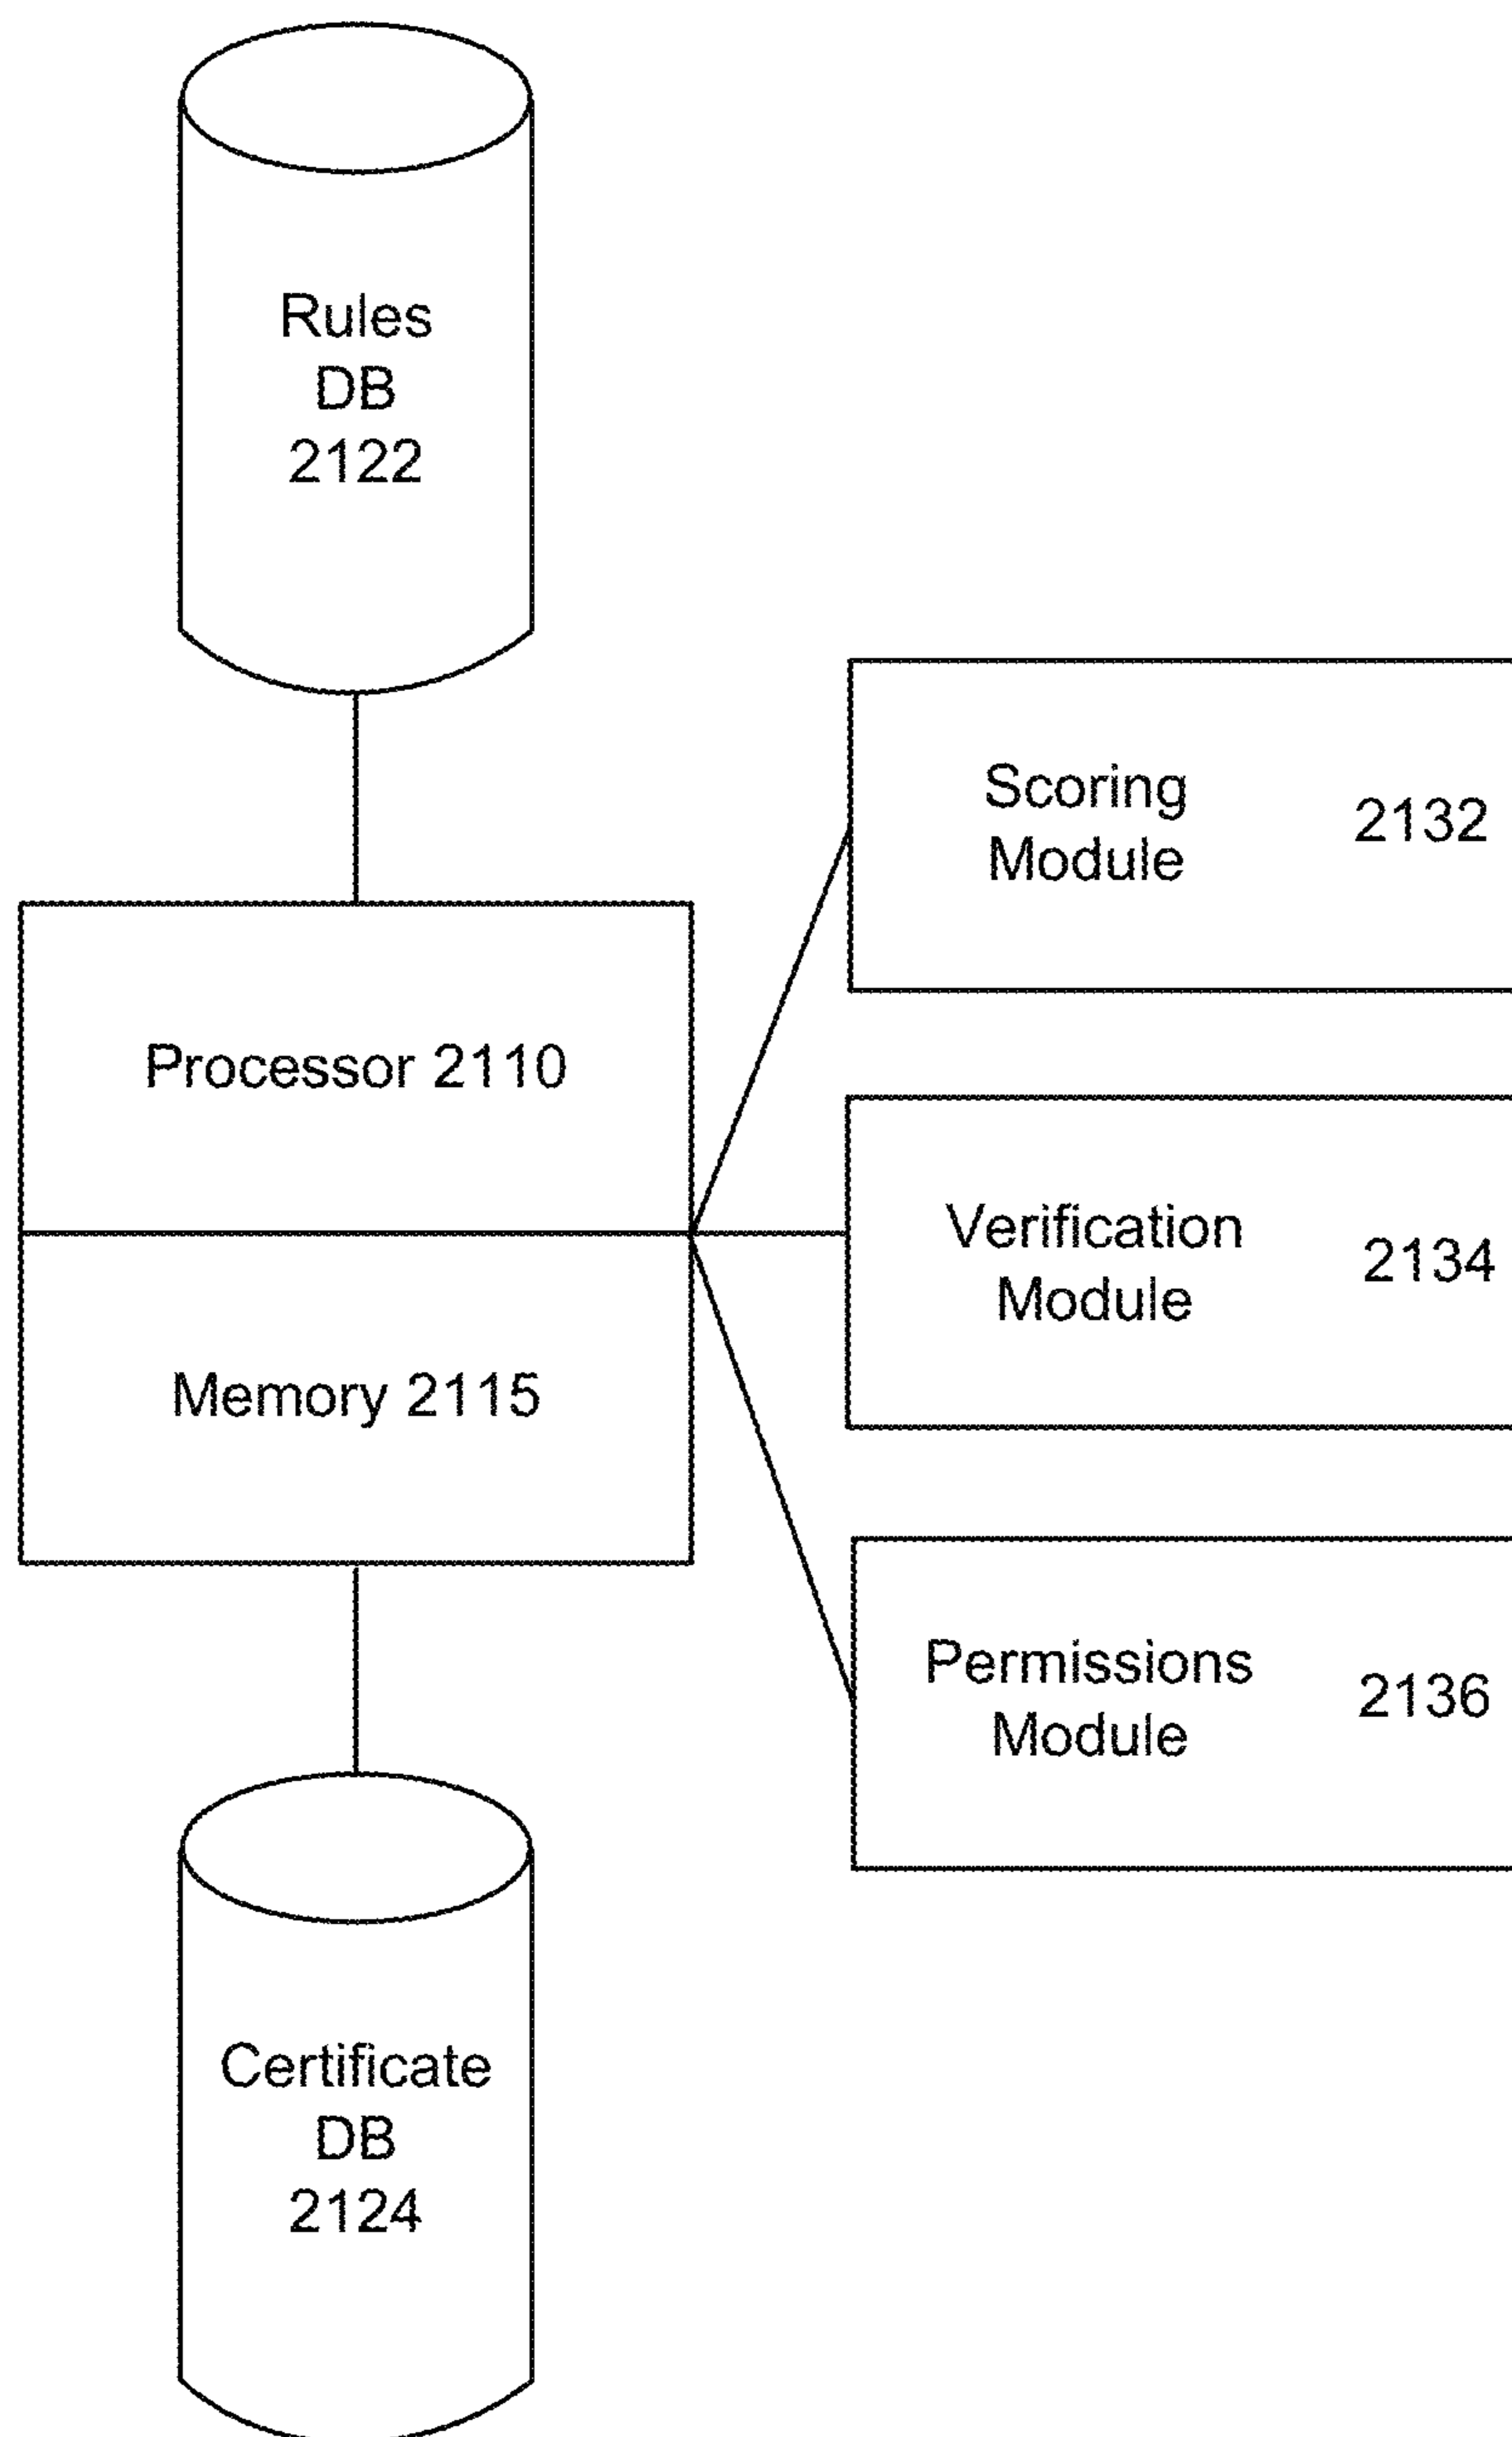 Rules
DB
2122
Scoring
Module
2132
Processor 2110
Verification
Module
2134
Memory 2115
Permissions
Module
2136
Certificate
DB
2124